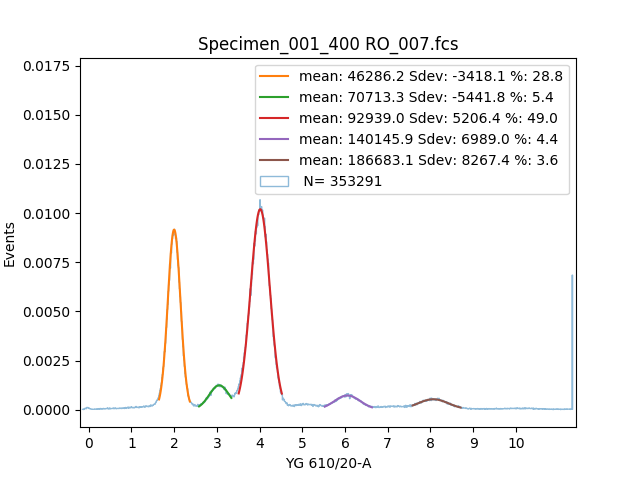 Specimen_001_400 RO_007.fcs
mean: 46286.2 Sdev: -3418.1 %: 28.8
mean: 70713.3 Sdev: -5441.8 %: 5.4
mean: 92939.0 Sdev: 5206.4 %: 49.0
mean: 140145.9 Sdev: 6989.0 %: 4.4
mean: 186683.1 Sdev: 8267.4 %: 3.6
N= 353291
Events
0.0175
0.0150
0.0125
0.0100
0.0075
0.0050
0.0025
0.0000
0 1 2 3 4 5 6 7 8 9 10
YG 610/20-A